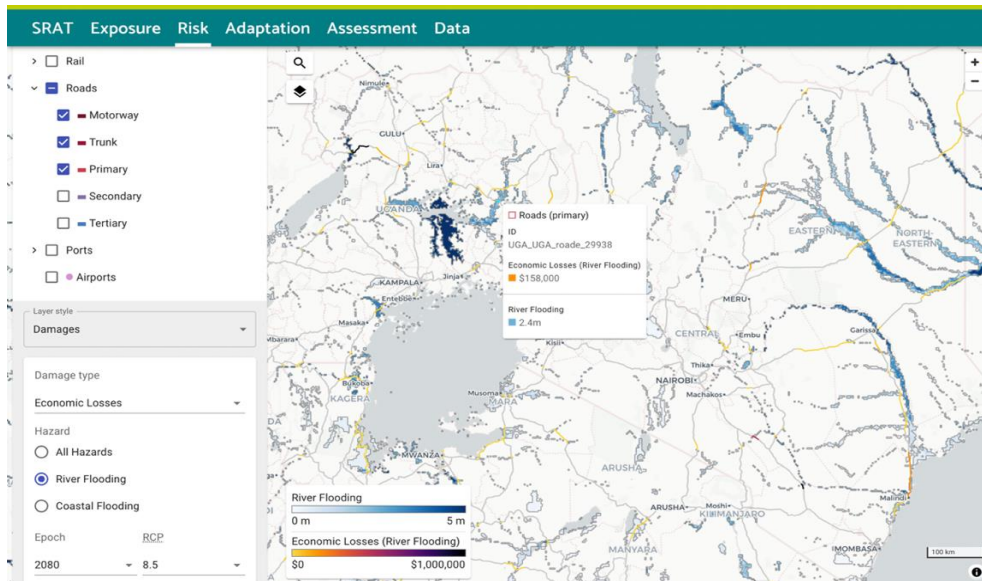 SRAT Exposure Risk Adaptation Assessment Data
Rail
Roads
Motorway
Trunk
Primary
Secondary
Tertiary
Ports
Airports
Layer style
Damages
Damage type
Economic Losses
Hazard
All Hazards
River Flooding
Coastal Flooding
Epoch RCP
2080 8.5
Nimule
GULU
Lira
UGANDA
KAMPALA
Jinja
Entebbe
Masaka
Mbarara
Bukoba
KAGERA
Musoma
MARA
MWANZA
Kisii
Roads (primary)
ID
UGA_UGA_roade_29938
Economic Losses (River Flooding)
$158,000
River Flooding
2.4m
EASTERN
NORTH-
EASTERN
MERU
CENTRAL
Embu
Garissa
Thika
NAIROBI
Machakos
ARUSHA
ARUSHA
Moshi
KILIMANJARO
MANYARA
Malindi
MOMBASA
River Flooding
0 m 5 m
Economic Losses (River Flooding)
$0 $1,000,000
100 km